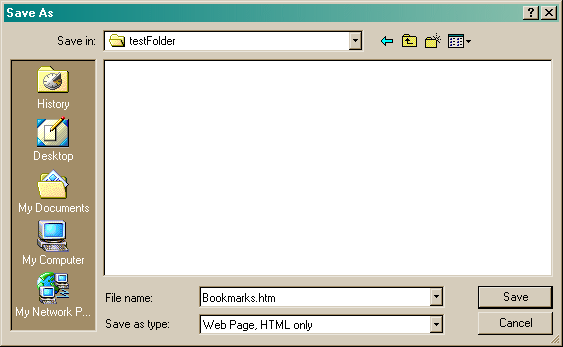 Save As
Save in: testFolder
History
Desktop
My Documents
My Computer
My Network P...
File name: Bookmarks.htm Save
Save as type: Web Page, HTML only Cancel